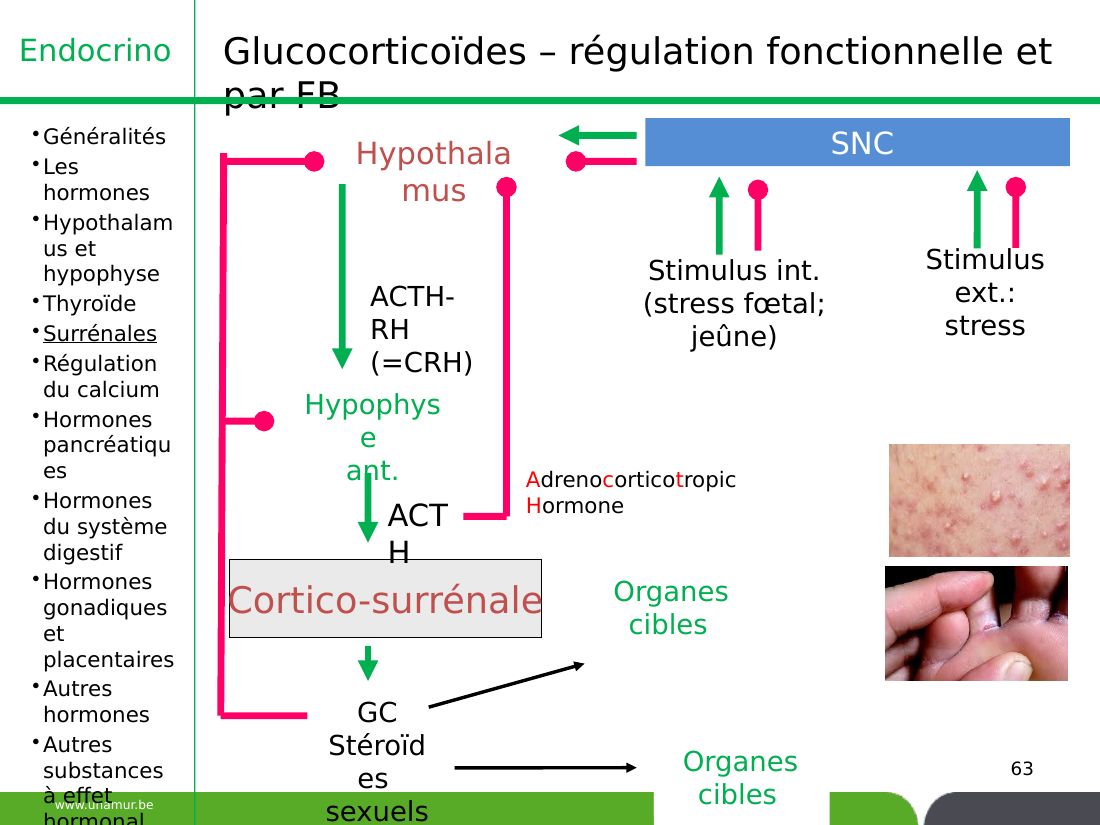 Endocrino
Glucocorticoïdes – régulation fonctionnelle et
par FB
•Généralités
•Les
hormones
•Hypothalam
us et
hypophyse
•Thyroïde
•Surrénales
•Régulation
du calcium
•Hormones
pancréatiqu
es
•Hormones
du système
digestif
•Hormones
gonadiques
et
placentaires
•Autres
hormones
•Autres
substances
à effet
hormonal
www.unamur.be
SNC
Hypothala
mus
Stimulus int.
(stress fœtal;
jeûne)
Stimulus
ext.:
stress
ACTH-
RH
(=CRH)
Hypophys
e
ant.
Adrenocorticotropic
Hormone
ACT
H
Cortico-surrénale
Organes
cibles
GC
Stéroïd
es
sexuels
Organes
cibles
63